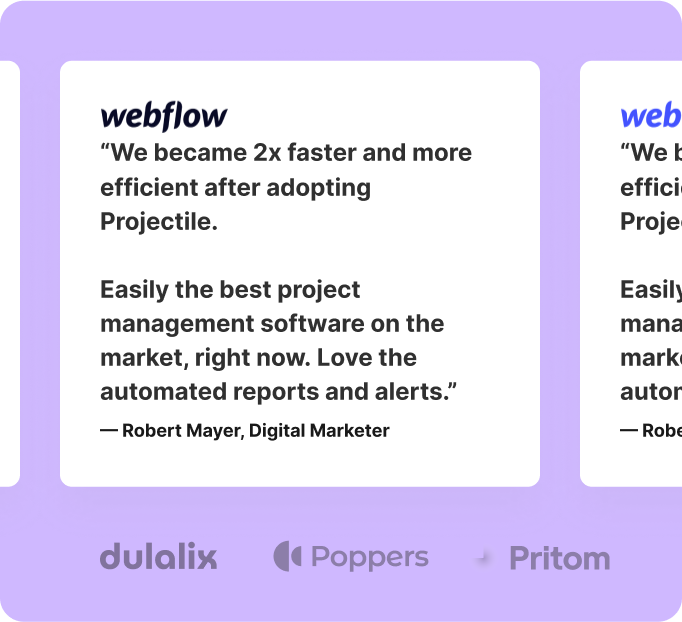 webflow
“We became 2x faster and more
efficient after adopting
Projectile.
Easily the best project
management software on the
market, right now. Love the
automated reports and alerts.”
— Robert Mayer, Digital Marketer
web
“We b
effici
Proje
Easily
mana
marke
auton
— Robe
dulalix
Poppers
Pritom